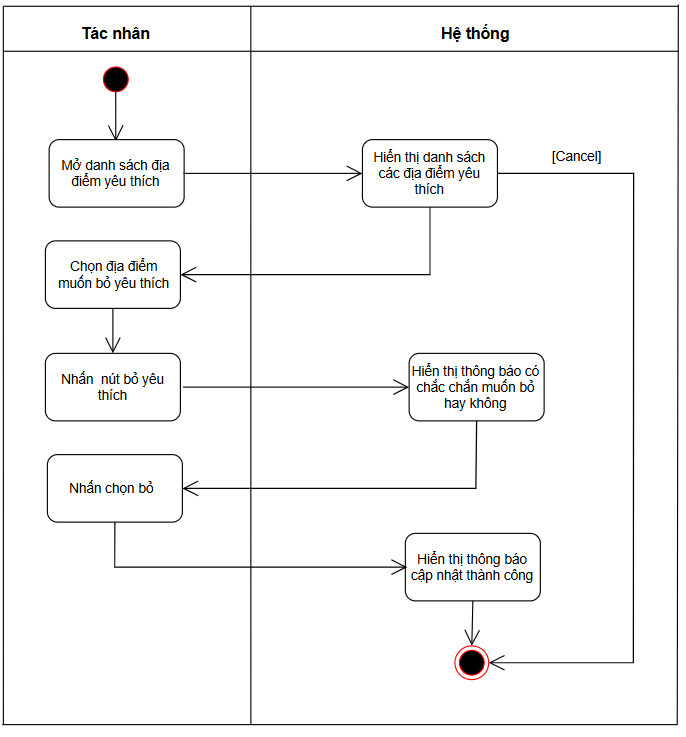 Tác nhân
Hệ thống
Mở danh sách địa
điểm yêu thích
Hiển thị danh sách
các địa điểm yêu
thích
[Cancel]
Chọn địa điểm
muốn bỏ yêu thích
Nhấn nút bỏ yêu
thích
Hiển thị thông báo có
chắc chắn muốn bỏ
hay không
Nhấn chọn bỏ
Hiển thị thông báo
cập nhật thành công